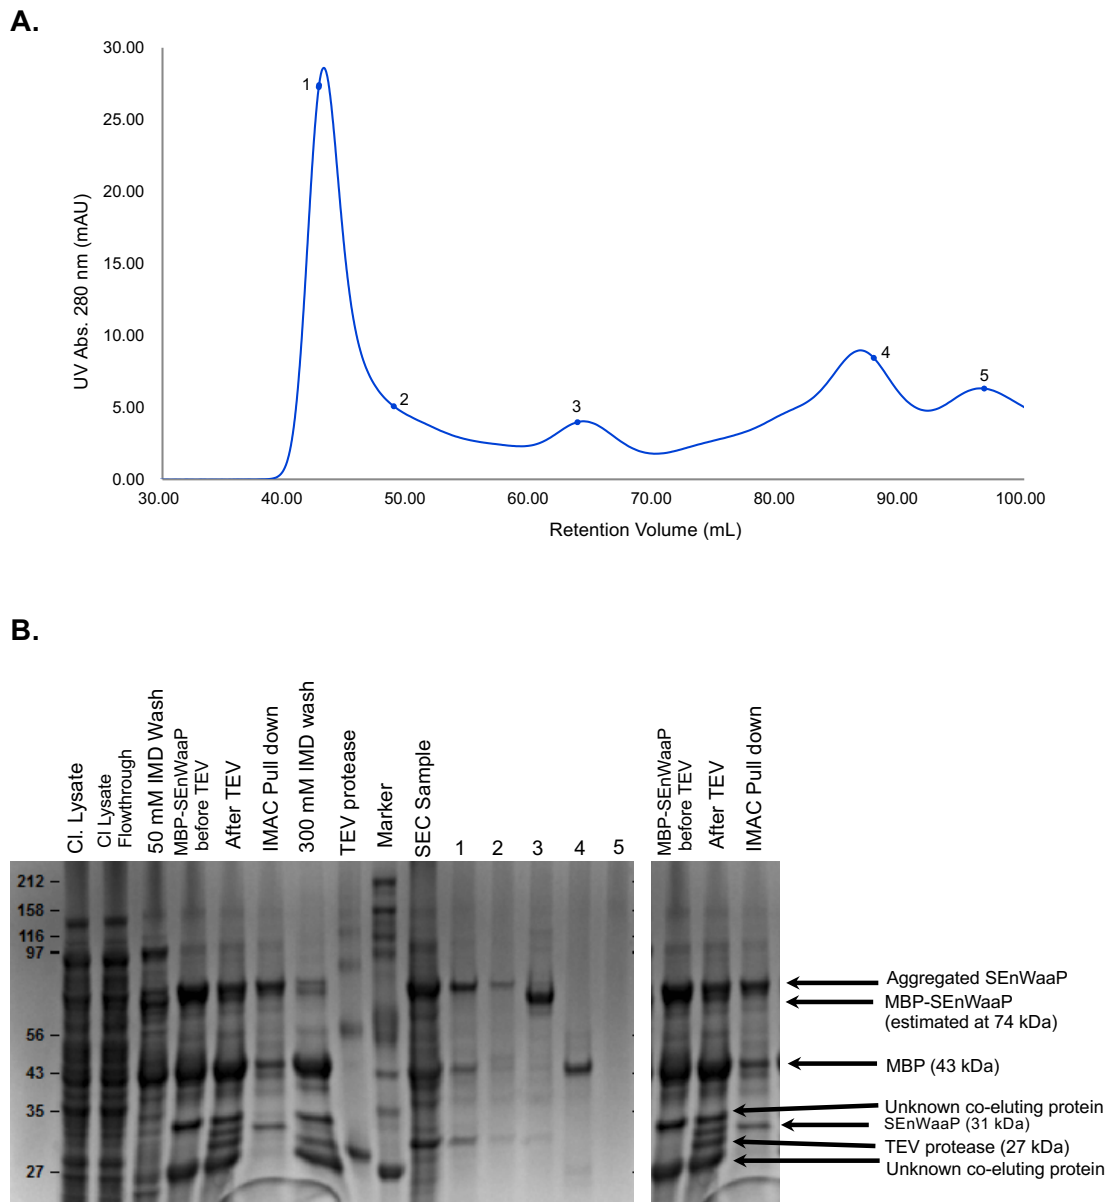 A.
30.00
25.00
20.00
15.00
10.00
5.00
0.00
UV Abs. 280 nm (mAU)
1
2
3
4
5
30.00 40.00 50.00 60.00 70.00 80.00 90.00 100.00
Retention Volume (mL)
B.
Cl. Lysate
Cl Lysate
Flowthrough
50 mM IMD Wash
MBP-SEnWaaP
before TEV
After TEV
IMAC Pull down
300 mM IMD wash
TEV protease
Marker
SEC Sample
1 2 3 4 5
MBP-SEnWaaP
before TEV
After TEV
IMAC Pull down
212
158
116
97
56
43
35
27
Aggregated SEnWaaP
MBP-SEnWaaP
(estimated at 74 kDa)
MBP (43 kDa)
Unknown co-eluting protein
SEnWaaP (31 kDa)
TEV protease (27 kDa)
Unknown co-eluting protein